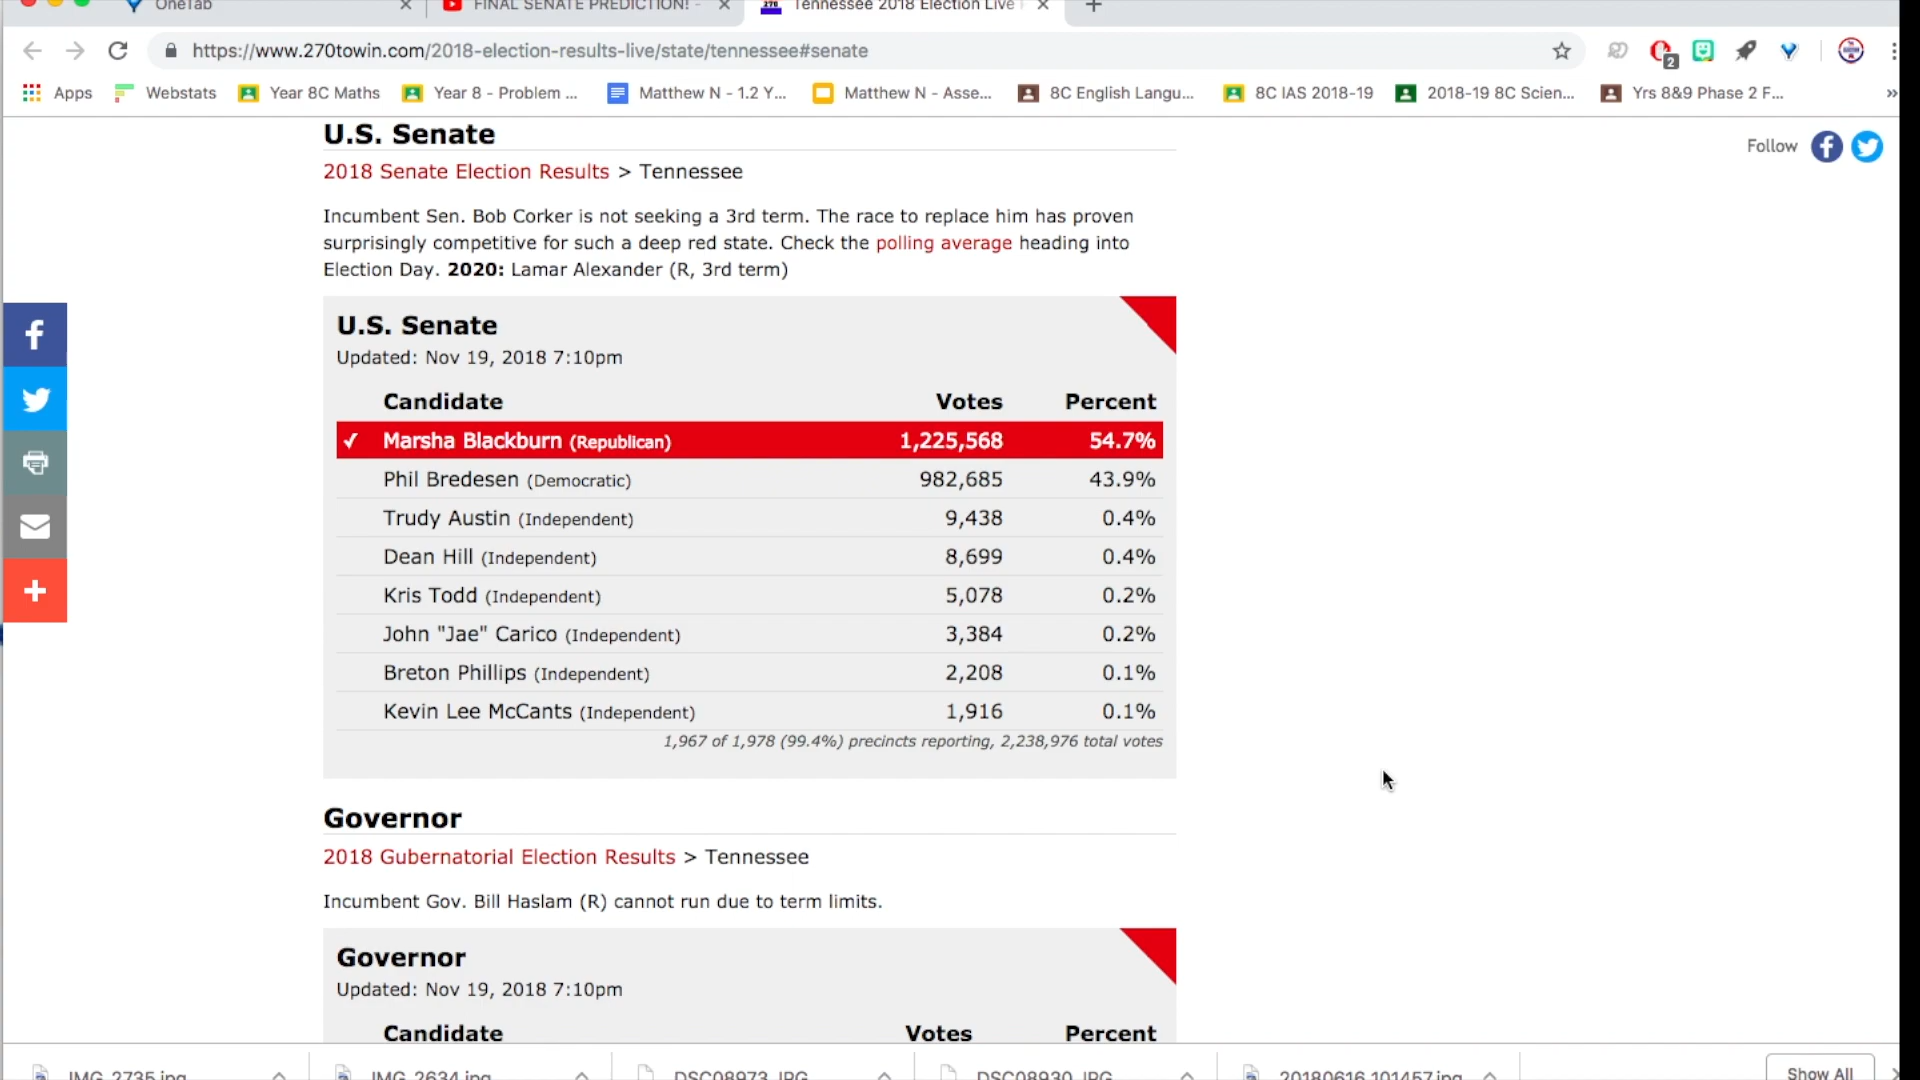 OneTab
FINAL SENATE PREDICTION! -
Tennessee 2018 Election Live
https://www.270towin.com/2018-election-results-live/state/tennessee#senate
2
Apps
Webstats
Year 8C Maths
Year 8 - Problem ...
Matthew N - 1.2 Y...
Matthew N - Asse...
8C English Langu...
8C IAS 2018-19
2018-19 8C Scien...
Yrs 8&9 Phase 2 F...
»
U.S. Senate
Follow
2018 Senate Election Results > Tennessee
Incumbent Sen. Bob Corker is not seeking a 3rd term. The race to replace him has proven
surprisingly competitive for such a deep red state. Check the polling average heading into
Election Day. 2020: Lamar Alexander (R, 3rd term)
U.S. Senate
Updated: Nov 19, 2018 7:10pm
Candidate Votes Percent
✓ Marsha Blackburn (Republican) 1,225,568 54.7%
Phil Bredesen (Democratic) 982,685 43.9%
Trudy Austin (Independent) 9,438 0.4%
Dean Hill (Independent) 8,699 0.4%
Kris Todd (Independent) 5,078 0.2%
John "Jae" Carico (Independent) 3,384 0.2%
Breton Phillips (Independent) 2,208 0.1%
Kevin Lee McCants (Independent) 1,916 0.1%
1,967 of 1,978 (99.4%) precincts reporting, 2,238,976 total votes
Governor
2018 Gubernatorial Election Results > Tennessee
Incumbent Gov. Bill Haslam (R) cannot run due to term limits.
Governor
Updated: Nov 19, 2018 7:10pm
Candidate Votes Percent
IMG_2735.jpg
IMG_2634.jpg
DSC08973.JPG
DSC08930.JPG
20180616_101457.jpg
Show All